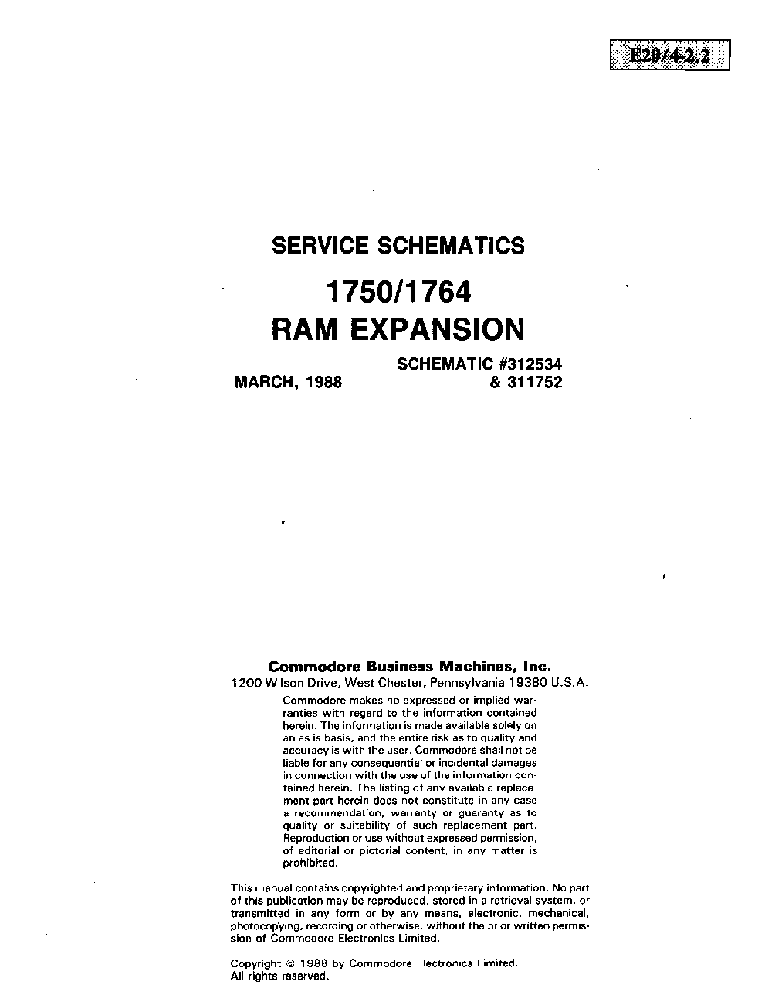 SERVICE SCHEMATICS
1750/1764
RAM EXPANSION
SCHEMATIC #312534
MARCH, 1988 & 311752
Commodore Business Machines, Inc.
1200 Wilson Drive, West Chester, Pennsylvania 19380 U.S.A.
Commodore makes no expressed or implied war-
ranties with regard to the information contained
herein. The information is made available solely on
an as is basis, and the entire risk as to quality and
accuracy is with the user. Commodore shall not be
liable for any consequential or incidental damages
in connection with the use of the information con-
tained herein. The listing of any available replace-
ment part herein does not constitute in any case
a recommendation, warranty or guaranty as to
quality or suitability of such replacement part.
Reproduction or use without expressed permission,
of editorial or pictorial content, in any matter is
prohibited.
This manual contains copyrighted and proprietary information. No part
of this publication may be reproduced, stored in a retrieval system, or
transmitted in any form or by any means, electronic, mechanical,
photocopying, recording or otherwise, without the prior written permis-
sion of Commodore Electronics Limited.
Copyright © 1988 by Commodore Electronics Limited.
All rights reserved.